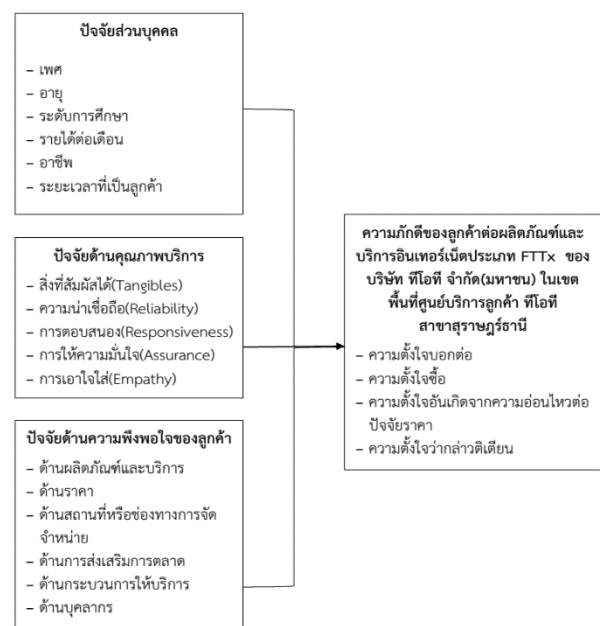 ปัจจัยส่วนบุคคล
– เพศ
– อายุ
– ระดับการศึกษา
– รายได้ต่อเดือน
– อาชีพ
– ระยะเวลาที่เป็นลูกค้า
ปัจจัยด้านคุณภาพบริการ
– สิ่งที่สัมผัสได้(Tangibles)
– ความน่าเชื่อถือ(Reliability)
– การตอบสนอง(Responsiveness)
– การให้ความมั่นใจ(Assurance)
– การเอาใจใส่(Empathy)
ปัจจัยด้านความพึงพอใจของลูกค้า
– ด้านผลิตภัณฑ์และบริการ
– ด้านราคา
– ด้านสถานที่หรือช่องทางการจัด
จำหน่าย
– ด้านการส่งเสริมการตลาด
– ด้านกระบวนการให้บริการ
– ด้านบุคลากร
ความภักดีของลูกค้าต่อผลิตภัณฑ์และ
บริการอินเทอร์เน็ตประเภท FTTx ของ
บริษัท ทีโอที จำกัด(มหาชน) ในเขต
พื้นที่ศูนย์บริการลูกค้า ทีโอที
สาขาสุราษฎร์ธานี
– ความตั้งใจบอกต่อ
– ความตั้งใจซื้อ
– ความตั้งใจอันเกิดจากความอ่อนไหวต่อ
ปัจจัยราคา
– ความตั้งใจว่ากล่าวติเตียน